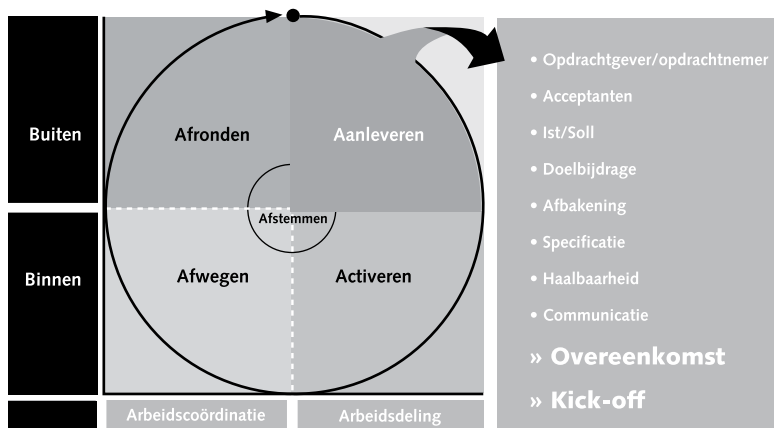 Buiten
Afronden
Aanleveren
Afstemmen
Binnen
Afwegen
Activeren
Arbeidscoördinatie
Arbeidsdeling
• Opdrachtgever/opdrachtnemer
• Acceptanten
• Ist/Soll
• Doelbijdrage
• Afbakening
• Specificatie
• Haalbaarheid
• Communicatie
» Overeenkomst
» Kick-off